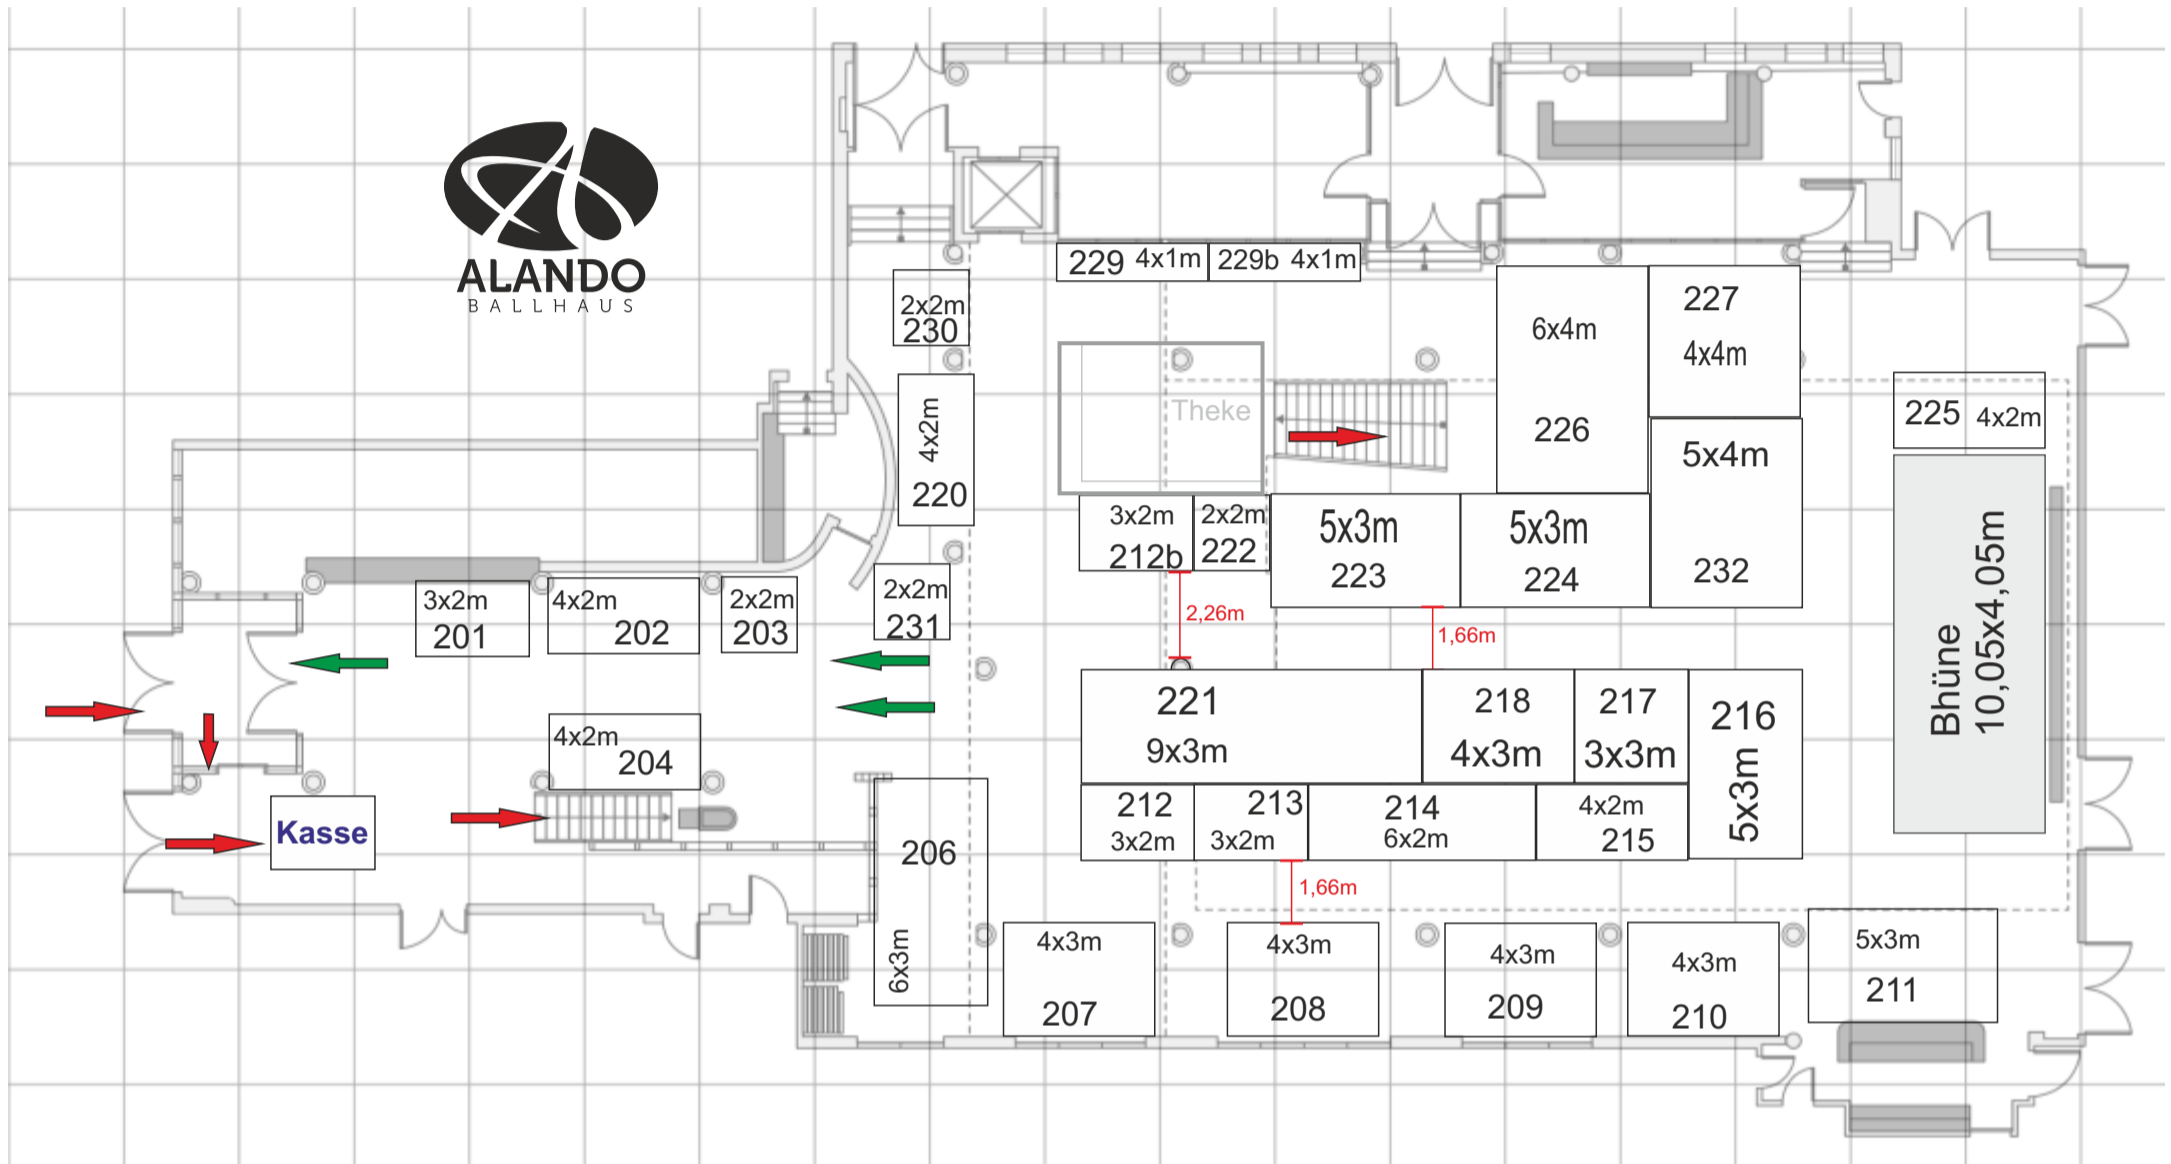 ALANDO
BALLHAUS
229 4x1m
229b 4x1m
2x2m
230
6x4m
226
227
4x4m
Theke
4x2m
220
225 4x2m
5x4m
232
3x2m
212b
2x2m
222
5x3m
223
5x3m
224
Bhüne
10,05x4,05m
3x2m
201
4x2m
202
2x2m
203
2x2m
231
2,26m
1,66m
221
9x3m
218
4x3m
217
3x3m
216
5x3m
4x2m
204
Kasse
206
6x3m
212
3x2m
213
3x2m
214
6x2m
4x2m
215
1,66m
4x3m
207
4x3m
208
4x3m
209
4x3m
210
5x3m
211